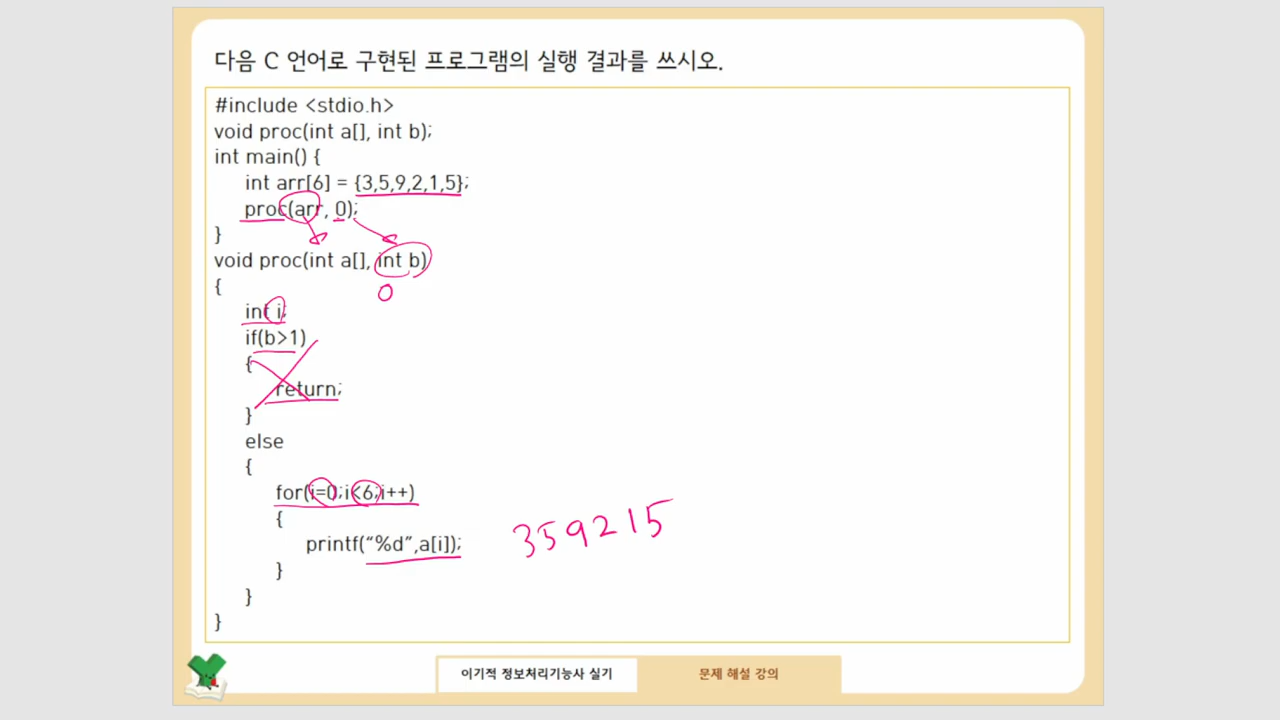 다음 C 언어로 구현된 프로그램의 실행 결과를 쓰시오.
#include <stdio.h>
void proc(int a[], int b);
int main() {
int arr[6] = {3,5,9,2,1,5};
proc(arr, 0);
}
void proc(int a[], int b)
{
0
int i;
if(b>1)
{
return;
}
else
{
for(i=0;i<6;i++)
{
printf(“%d”,a[i]);
359215
}
}
}
이기적 정보처리기능사 실기
문제 해설 강의